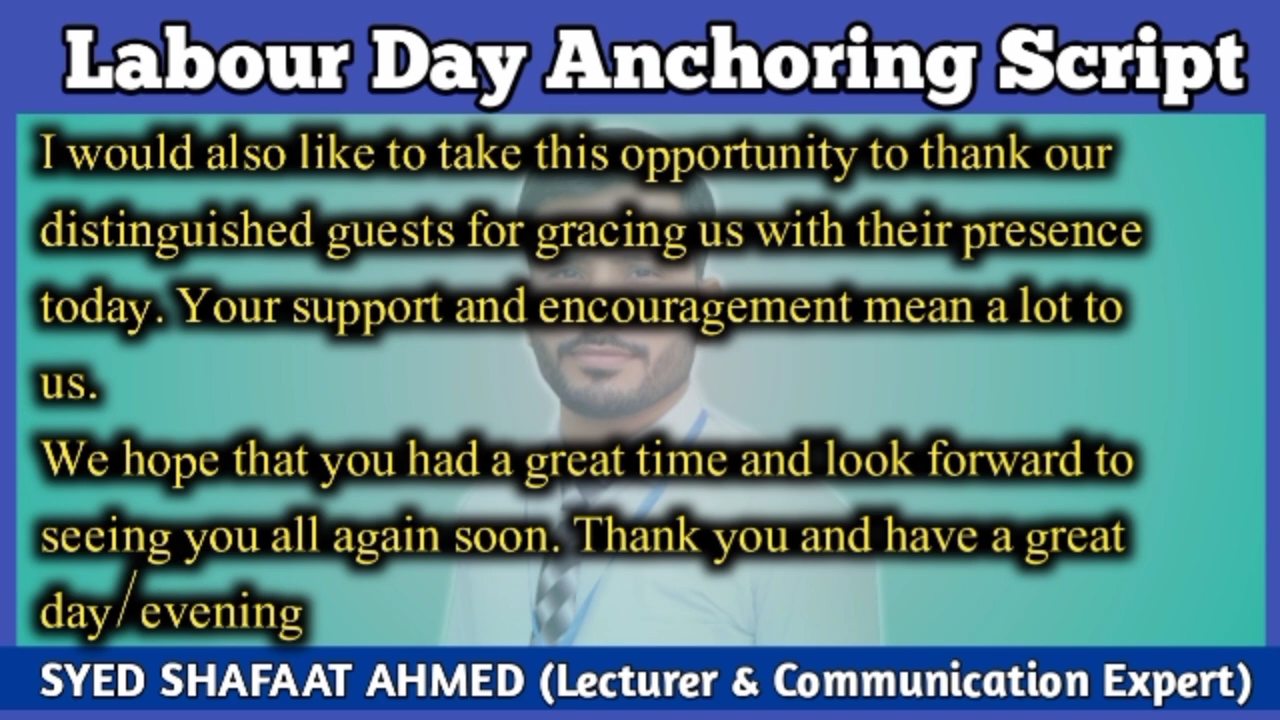 Labour Day Anchoring Script
I would also like to take this opportunity to thank our
distinguished guests for gracing us with their presence
today. Your support and encouragement mean a lot to
us.
We hope that you had a great time and look forward to
seeing you all again soon. Thank you and have a great
day/evening
SYED SHAFAAT AHMED (Lecturer & Communication Expert)